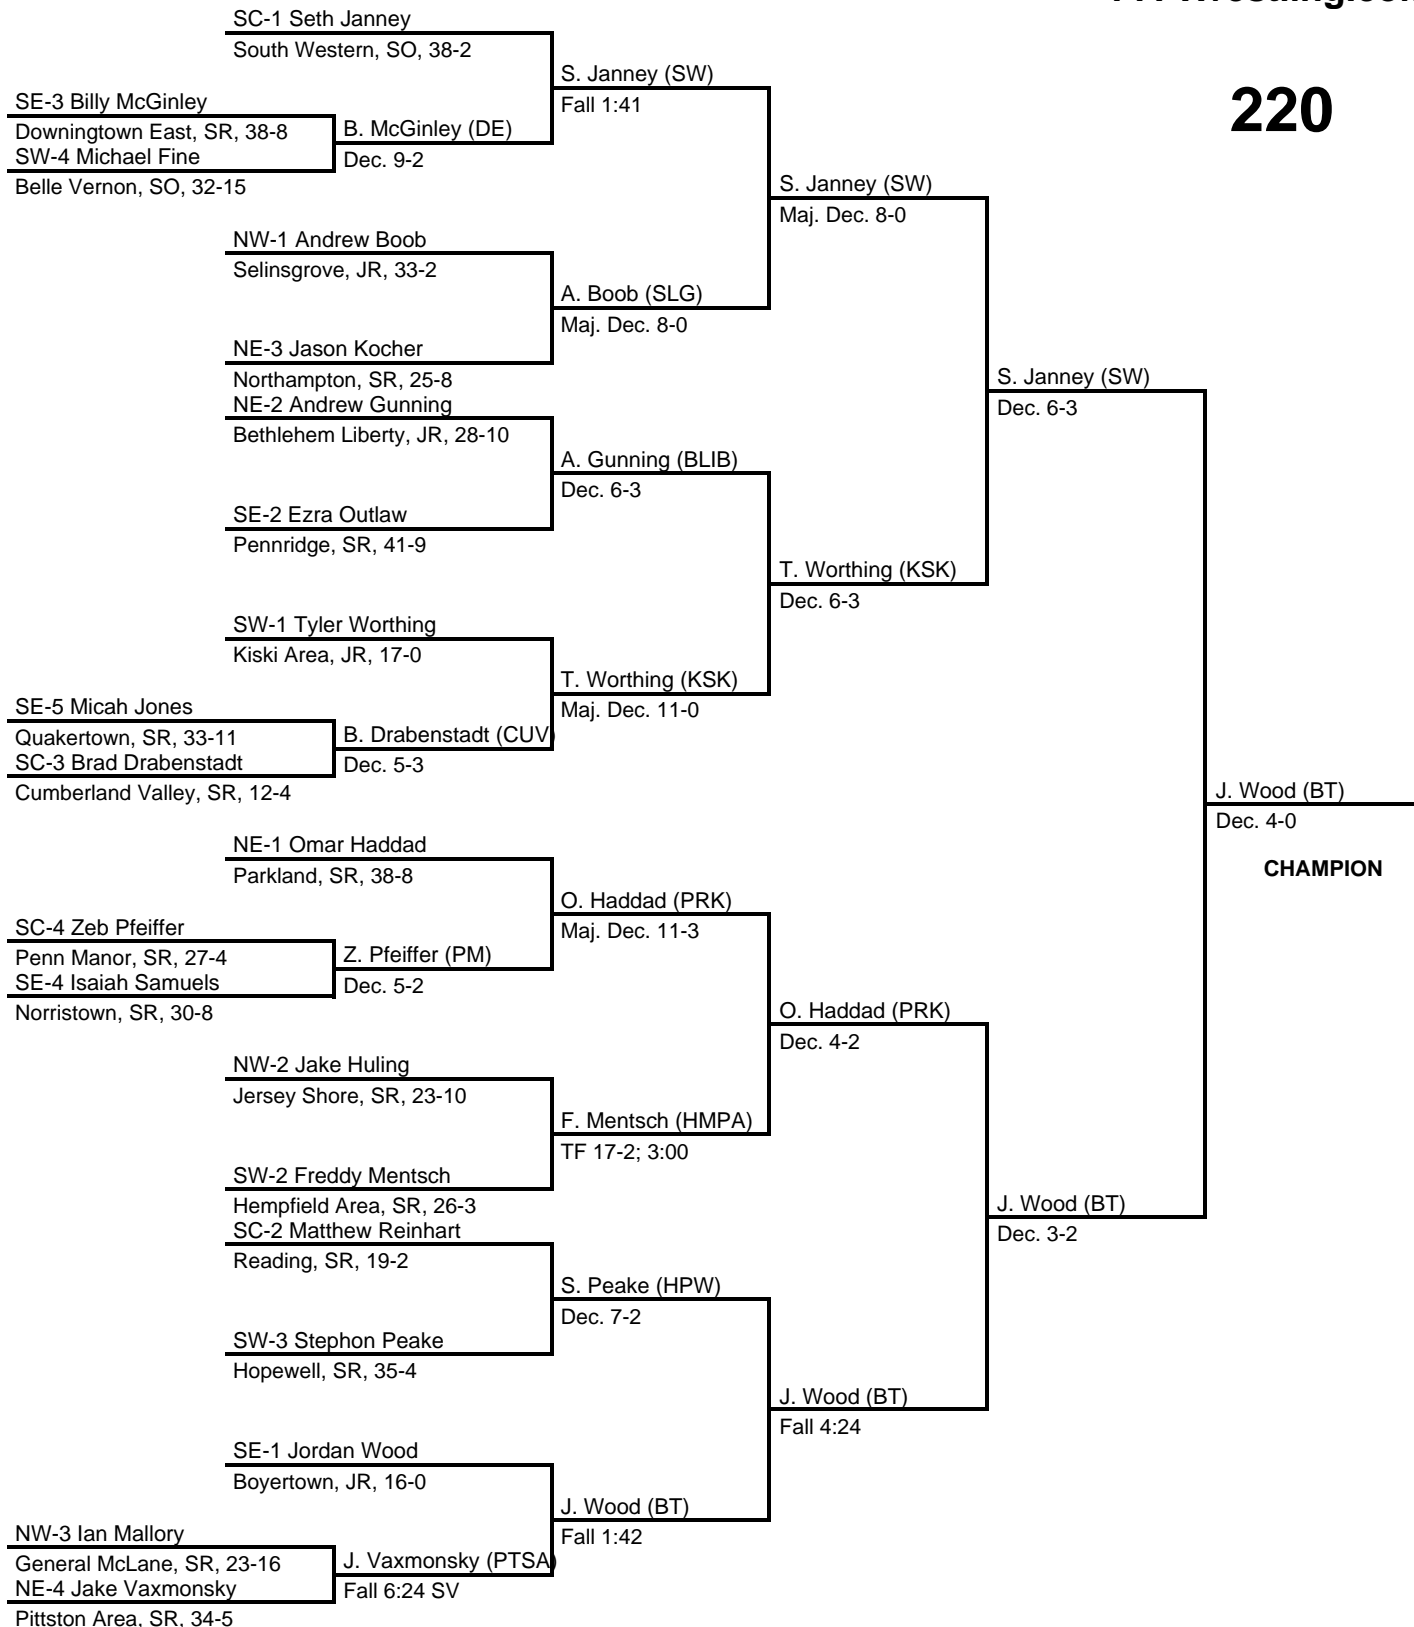 SC-1 Seth Janney
South Western, SO, 38-2
S. Janney (SW)
Fall 1:41
220
SE-3 Billy McGinley
Downingtown East, SR, 38-8
SW-4 Michael Fine
Belle Vernon, SO, 32-15
B. McGinley (DE)
Dec. 9-2
S. Janney (SW)
Maj. Dec. 8-0
NW-1 Andrew Boob
Selinsgrove, JR, 33-2
A. Boob (SLG)
Maj. Dec. 8-0
NE-3 Jason Kocher
Northampton, SR, 25-8
S. Janney (SW)
Dec. 6-3
NE-2 Andrew Gunning
Bethlehem Liberty, JR, 28-10
A. Gunning (BLIB)
Dec. 6-3
SE-2 Ezra Outlaw
Pennridge, SR, 41-9
T. Worthing (KSK)
Dec. 6-3
SW-1 Tyler Worthing
Kiski Area, JR, 17-0
T. Worthing (KSK)
Maj. Dec. 11-0
SE-5 Micah Jones
Quakertown, SR, 33-11
SC-3 Brad Drabenstadt
Cumberland Valley, SR, 12-4
B. Drabenstadt (CUV)
Dec. 5-3
J. Wood (BT)
Dec. 4-0
CHAMPION
NE-1 Omar Haddad
Parkland, SR, 38-8
O. Haddad (PRK)
Maj. Dec. 11-3
SC-4 Zeb Pfeiffer
Penn Manor, SR, 27-4
SE-4 Isaiah Samuels
Norristown, SR, 30-8
Z. Pfeiffer (PM)
Dec. 5-2
O. Haddad (PRK)
Dec. 4-2
NW-2 Jake Huling
Jersey Shore, SR, 23-10
F. Mentsch (HMPA)
TF 17-2; 3:00
SW-2 Freddy Mentsch
Hempfield Area, SR, 26-3
J. Wood (BT)
Dec. 3-2
SC-2 Matthew Reinhart
Reading, SR, 19-2
S. Peake (HPW)
Dec. 7-2
SW-3 Stephon Peake
Hopewell, SR, 35-4
J. Wood (BT)
Fall 4:24
SE-1 Jordan Wood
Boyertown, JR, 16-0
J. Wood (BT)
Fall 1:42
NW-3 Ian Mallory
General McLane, SR, 23-16
NE-4 Jake Vaxmonsky
Pittston Area, SR, 34-5
J. Vaxmonsky (PTSA)
Fall 6:24 SV